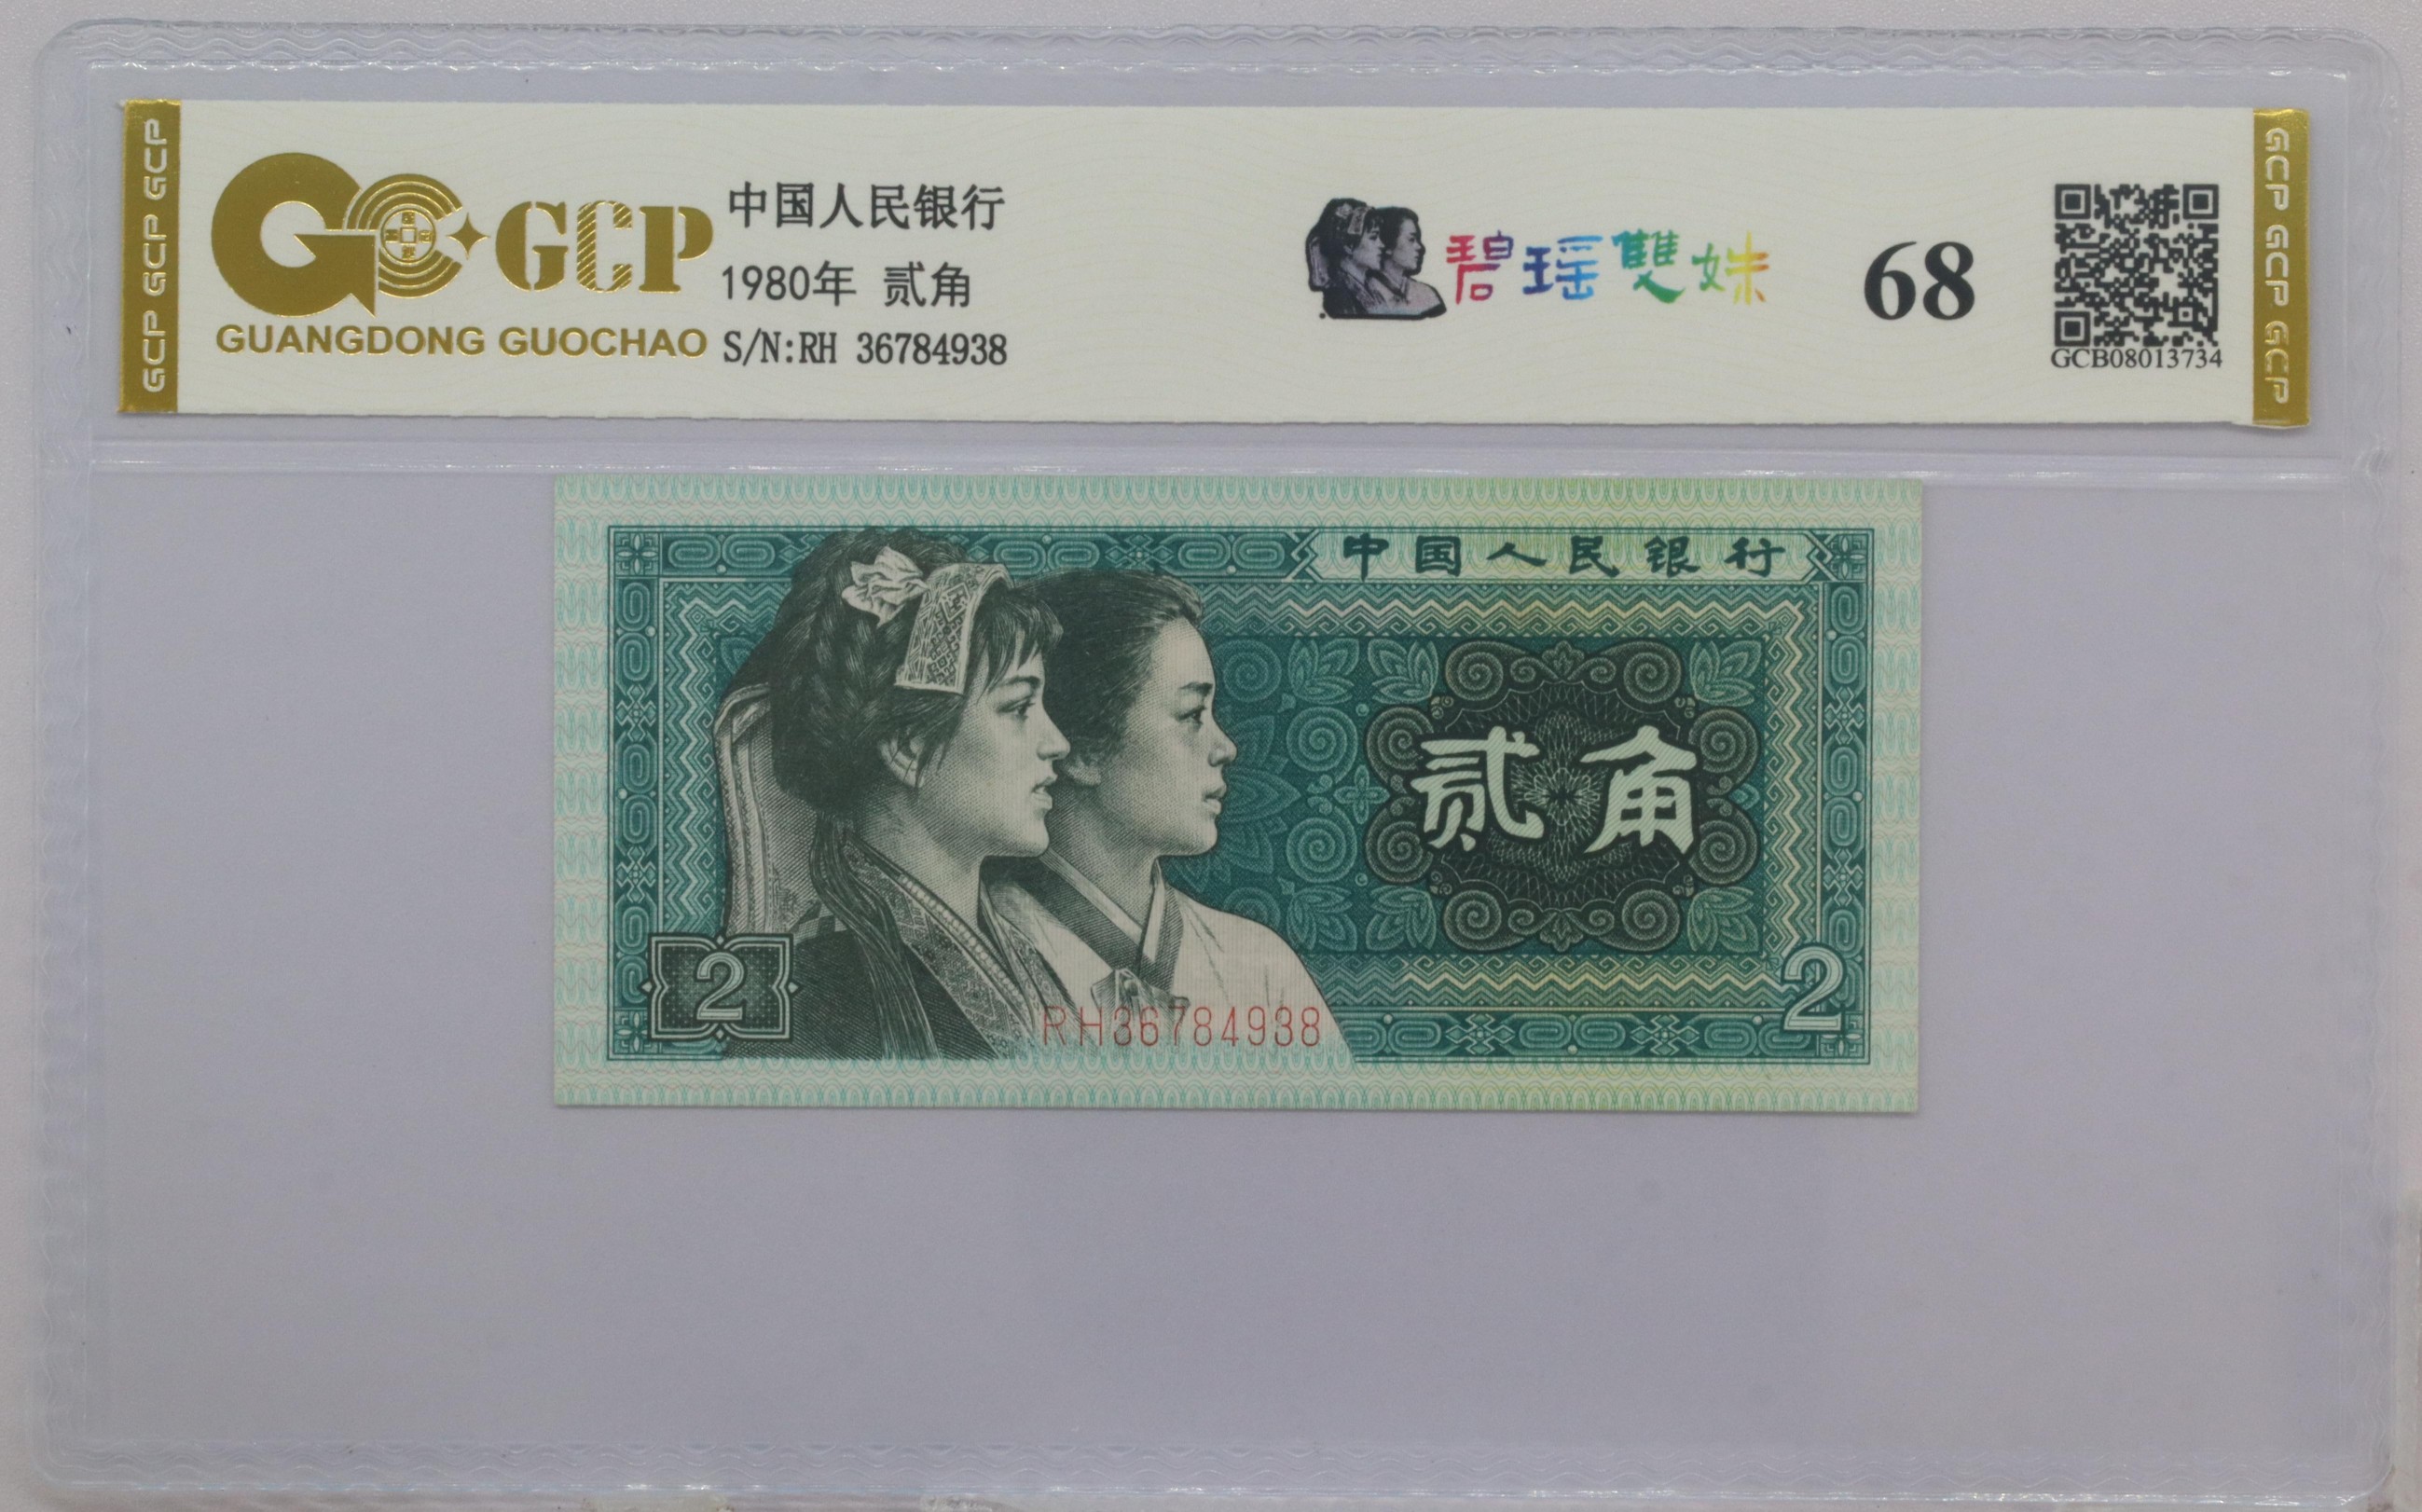 GCP GCP GCP
GCP
GUANGDONG GUOCHAO
中国人民银行
1980年 贰角
S/N:RH 36784938
碧瑶雙姝
68
GCB08013734
GCP GCP GCP
中国人民银行
贰角
2
RH36784938
2